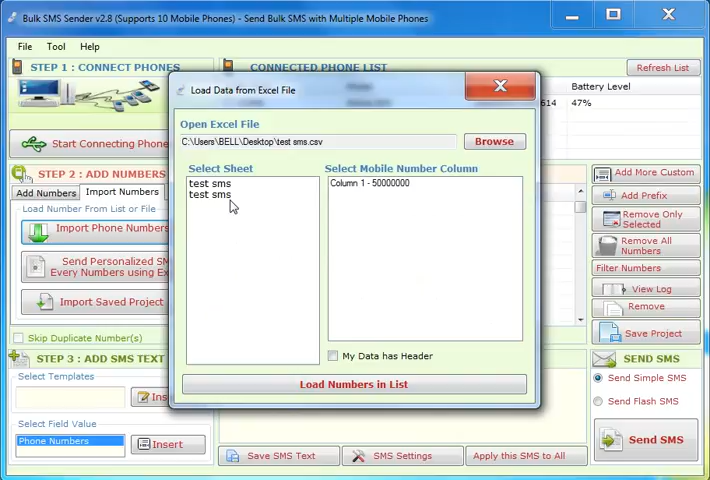 Bulk SMS Sender v2.8 (Supports 10 Mobile Phones) - Send Bulk SMS with Multiple Mobile Phones
File Tool Help
STEP 1 : CONNECT PHONES
CONNECTED PHONE LIST
Refresh List
Battery Level
614 47%
Start Connecting Phone
Load Data from Excel File
Open Excel File
C:\Users\BELL\Desktop\test sms.csv
Browse
Select Sheet
test sms
test sms
Select Mobile Number Column
Column 1 - 50000000
My Data has Header
Load Numbers in List
STEP 2 : ADD NUMBERS
Add Numbers Import Numbers
Load Number From List or File
Import Phone Numbers
Send Personalized SM
Every Numbers using Ex
Import Saved Project
Skip Duplicate Number(s)
Add More Custom
Add Prefix
Remove Only
Selected
Remove All
Numbers
Filter Numbers
View Log
Remove
Save Project
STEP 3 : ADD SMS TEXT
Select Templates
Ins
Select Field Value
Phone Numbers
Insert
Save SMS Text
SMS Settings
Apply this SMS to All
SEND SMS
Send Simple SMS
Send Flash SMS
Send SMS